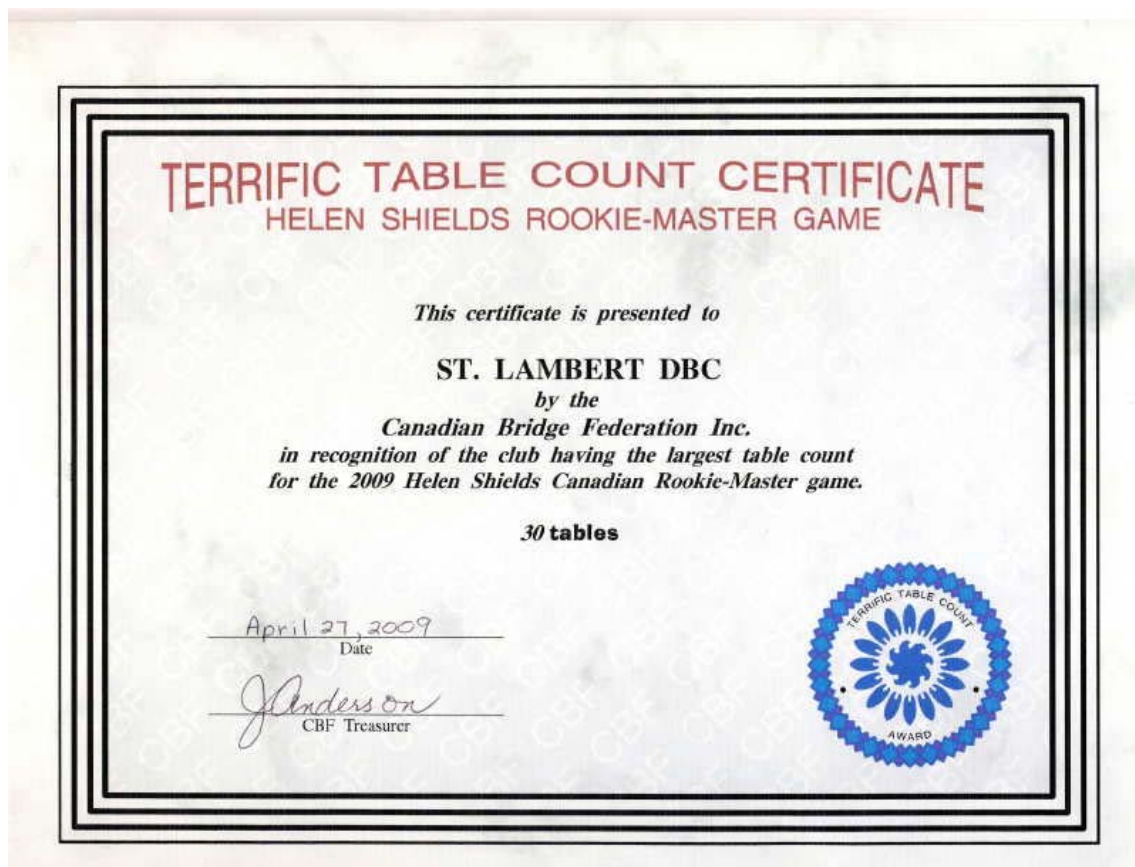 TERRIFIC TABLE COUNT CERTIFICATE
HELEN SHIELDS ROOKIE-MASTER GAME
This certificate is presented to
ST. LAMBERT DBC
by the
Canadian Bridge Federation Inc.
in recognition of the club having the largest table count
for the 2009 Helen Shields Canadian Rookie-Master game.
30 tables
April 27, 2009
Date
JAnderson
CBF Treasurer
TERRIFIC TABLE COUNT
AWARD